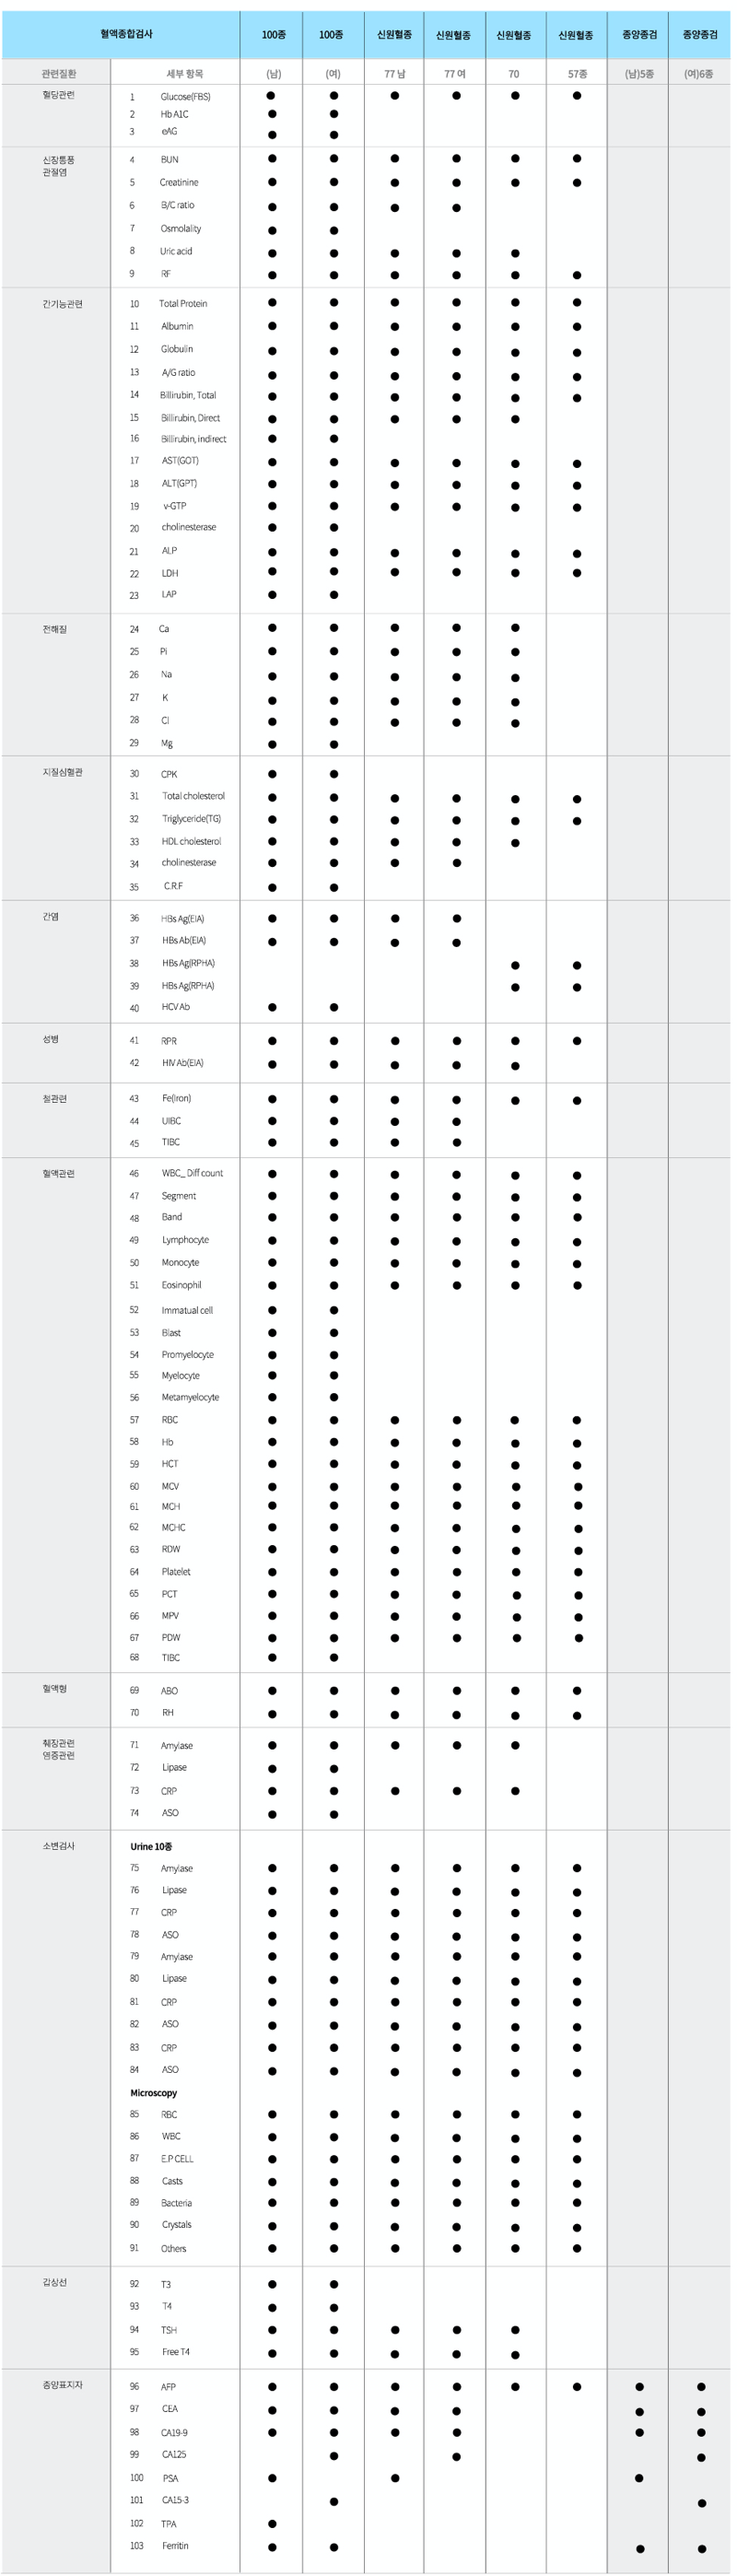 혈액종합검사 100종 100종 신원혈종 신원혈종 신원혈종 신원혈종 종양종검 종양종검
관련질환 세부 항목 (남) (여) 77 남 77 여 70 57종 (남)5종 (여)6종
혈당관련 1 Glucose(FBS) ● ● ● ● ● ●
2 Hb A1C ● ●
3 eAG ● ●
신장통풍 4 BUN ● ● ● ● ● ●
관절염
5 Creatinine ● ● ● ● ● ●
6 B/C ratio ● ● ● ●
7 Osmolality ● ●
8 Uric acid ● ● ● ● ●
9 RF ● ● ● ● ● ●
간기능관련 10 Total Protein ● ● ● ● ● ●
11 Albumin ● ● ● ● ● ●
12 Globulin ● ● ● ● ● ●
13 A/G ratio ● ● ● ● ● ●
14 Billirubin, Total ● ● ● ● ● ●
15 Billirubin, Direct ● ● ● ● ●
16 Billirubin, indirect ● ●
17 AST(GOT) ● ● ● ● ● ●
18 ALT(GPT) ● ● ● ● ● ●
19 v-GTP ● ● ● ● ● ●
20 cholinesterase ● ●
21 ALP ● ● ● ● ● ●
22 LDH ● ● ● ● ● ●
23 LAP ● ●
전해질 24 Ca ● ● ● ● ●
25 Pi ● ● ● ● ●
26 Na ● ● ● ● ●
27 K ● ● ● ● ●
28 Cl ● ● ● ● ●
29 Mg ● ●
지질심혈관 30 CPK ● ●
31 Total cholesterol ● ● ● ● ● ●
32 Triglyceride(TG) ● ● ● ● ● ●
33 HDL cholesterol ● ● ● ● ●
34 cholinesterase ● ● ● ●
35 C.R.F ● ●
간염 36 HBs Ag(EIA) ● ● ● ●
37 HBs Ab(EIA) ● ● ● ●
38 HBs Ag(RPHA) ● ●
39 HBs Ag(RPHA) ● ●
40 HCV Ab ● ●
성병 41 RPR ● ● ● ● ● ●
42 HIV Ab(EIA) ● ● ● ● ●
철관련 43 Fe(Iron) ● ● ● ● ● ●
44 UIBC ● ● ● ●
45 TIBC ● ● ● ●
혈액관련 46 WBC_ Diff count ● ● ● ● ● ●
47 Segment ● ● ● ● ● ●
48 Band ● ● ● ● ● ●
49 Lymphocyte ● ● ● ● ● ●
50 Monocyte ● ● ● ● ● ●
51 Eosinophil ● ● ● ● ● ●
52 Immatual cell ● ●
53 Blast ● ●
54 Promyelocyte ● ●
55 Myelocyte ● ●
56 Metamyelocyte ● ●
57 RBC ● ● ● ● ● ●
58 Hb ● ● ● ● ● ●
59 HCT ● ● ● ● ● ●
60 MCV ● ● ● ● ● ●
61 MCH ● ● ● ● ● ●
62 MCHC ● ● ● ● ● ●
63 RDW ● ● ● ● ● ●
64 Platelet ● ● ● ● ● ●
65 PCT ● ● ● ● ● ●
66 MPV ● ● ● ● ● ●
67 PDW ● ● ● ● ● ●
68 TIBC ● ●
혈액형 69 ABO ● ● ● ● ● ●
70 RH ● ● ● ● ● ●
췌장관련 71 Amylase ● ● ● ● ●
염증관련
72 Lipase ● ●
73 CRP ● ● ● ● ●
74 ASO ● ●
소변검사 Urine 10종
75 Amylase ● ● ● ● ● ●
76 Lipase ● ● ● ● ● ●
77 CRP ● ● ● ● ● ●
78 ASO ● ● ● ● ● ●
79 Amylase ● ● ● ● ● ●
80 Lipase ● ● ● ● ● ●
81 CRP ● ● ● ● ● ●
82 ASO ● ● ● ● ● ●
83 CRP ● ● ● ● ● ●
84 ASO ● ● ● ● ● ●
Microscopy
85 RBC ● ● ● ● ● ●
86 WBC ● ● ● ● ● ●
87 E.P CELL ● ● ● ● ● ●
88 Casts ● ● ● ● ● ●
89 Bacteria ● ● ● ● ● ●
90 Crystals ● ● ● ● ● ●
91 Others ● ● ● ● ● ●
갑상선 92 T3 ● ●
93 T4 ● ●
94 TSH ● ● ● ● ●
95 Free T4 ● ● ● ● ●
종양표지자 96 AFP ● ● ● ● ● ● ● ●
97 CEA ● ● ● ● ● ●
98 CA19-9 ● ● ● ● ● ●
99 CA125 ● ● ●
100 PSA ● ● ●
101 CA15-3 ● ●
102 TPA ●
103 Ferritin ● ● ● ●